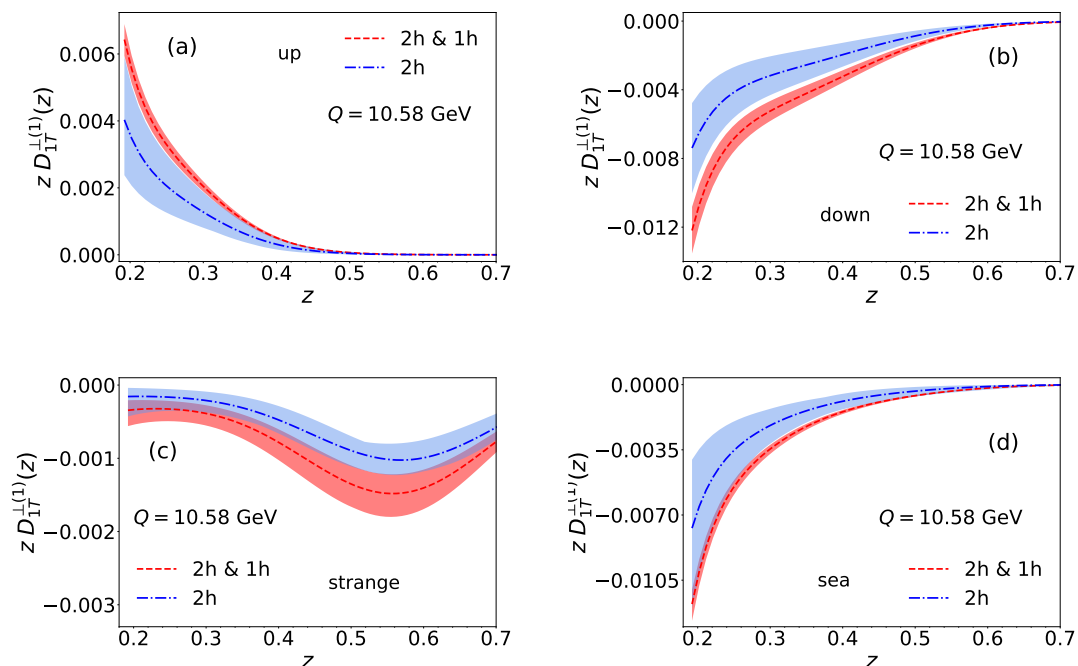 (a)
up
2h & 1h
2h
Q = 10.58 GeV
z D_{1T}^{⊥(1)}(z)
0.006
0.004
0.002
0.000
0.2 0.3 0.4 0.5 0.6 0.7
z
(b)
Q = 10.58 GeV
2h & 1h
2h
down
z D_{1T}^{⊥(1)}(z)
0.000
−0.004
−0.008
−0.012
0.2 0.3 0.4 0.5 0.6 0.7
z
(c)
Q = 10.58 GeV
2h & 1h
2h
strange
z D_{1T}^{⊥(1)}(z)
0.000
−0.001
−0.002
−0.003
0.2 0.3 0.4 0.5 0.6 0.7
z
(d)
Q = 10.58 GeV
2h & 1h
2h
sea
z D_{1T}^{⊥(1)}(z)
0.0000
−0.0035
−0.0070
−0.0105
0.2 0.3 0.4 0.5 0.6 0.7
z